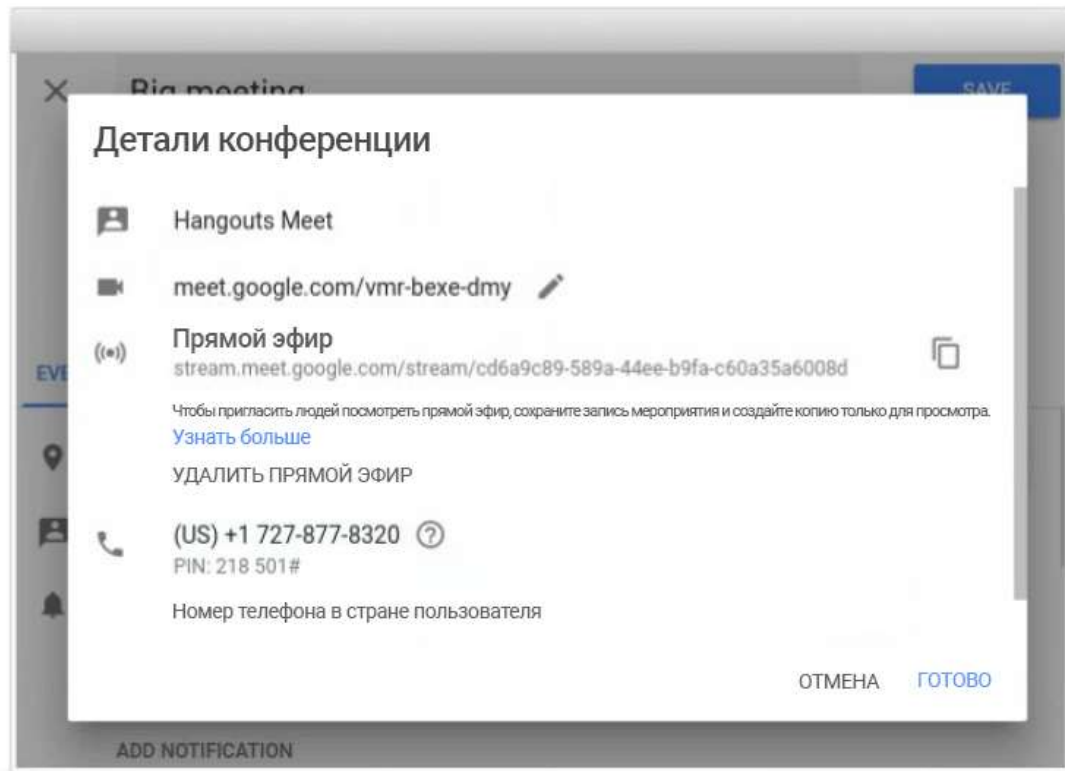 Big meeting
SAVE
Детали конференции
Hangouts Meet
meet.google.com/vmr-bexe-dmy
Прямой эфир
stream.meet.google.com/stream/cd6a9c89-589a-44ee-b9fa-c60a35a6008d
EVE
Чтобы пригласить людей посмотреть прямой эфир, сохраните запись мероприятия и создайте копию только для просмотра.
Узнать больше
УДАЛИТЬ ПРЯМОЙ ЭФИР
(US) +1 727-877-8320
PIN: 218 501#
Номер телефона в стране пользователя
ОТМЕНА ГОТОВО
ADD NOTIFICATION